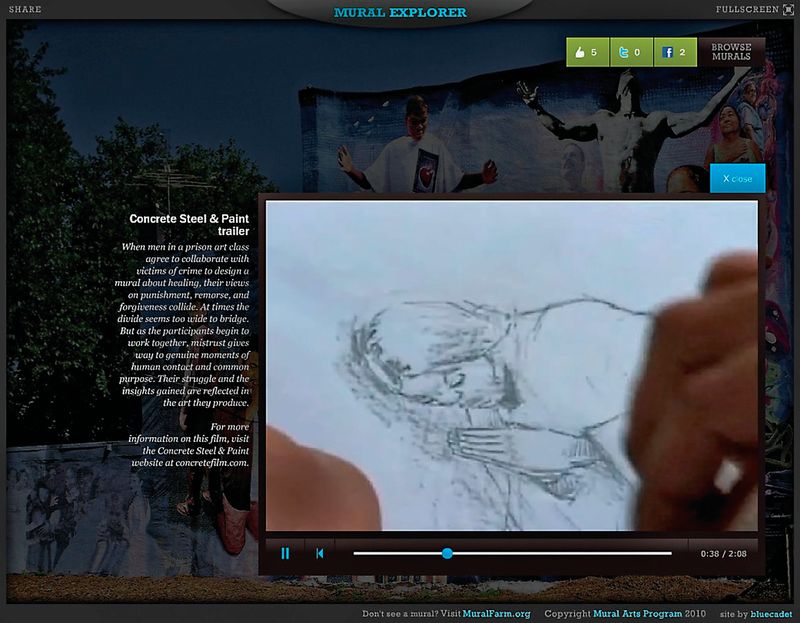 SHARE
MURAL EXPLORER
FULLSCREEN
5
0
2
BROWSE
MURALS
X close
Concrete Steel & Paint
trailer
When men in a prison art class
agree to collaborate with
victims of crime to design a
mural about healing, their views
on punishment, remorse, and
forgiveness collide. At times the
divide seems too wide to bridge.
But as the participants begin to
work together, mistrust gives
way to genuine moments of
human contact and common
purpose. Their struggle and the
insights gained are reflected in
the art they produce.
For more
information on this film, visit
the Concrete Steel & Paint
website at concretefilm.com.
0:38 / 2:08
Don't see a mural? Visit MuralFarm.org
Copyright Mural Arts Program 2010
site by bluecadet